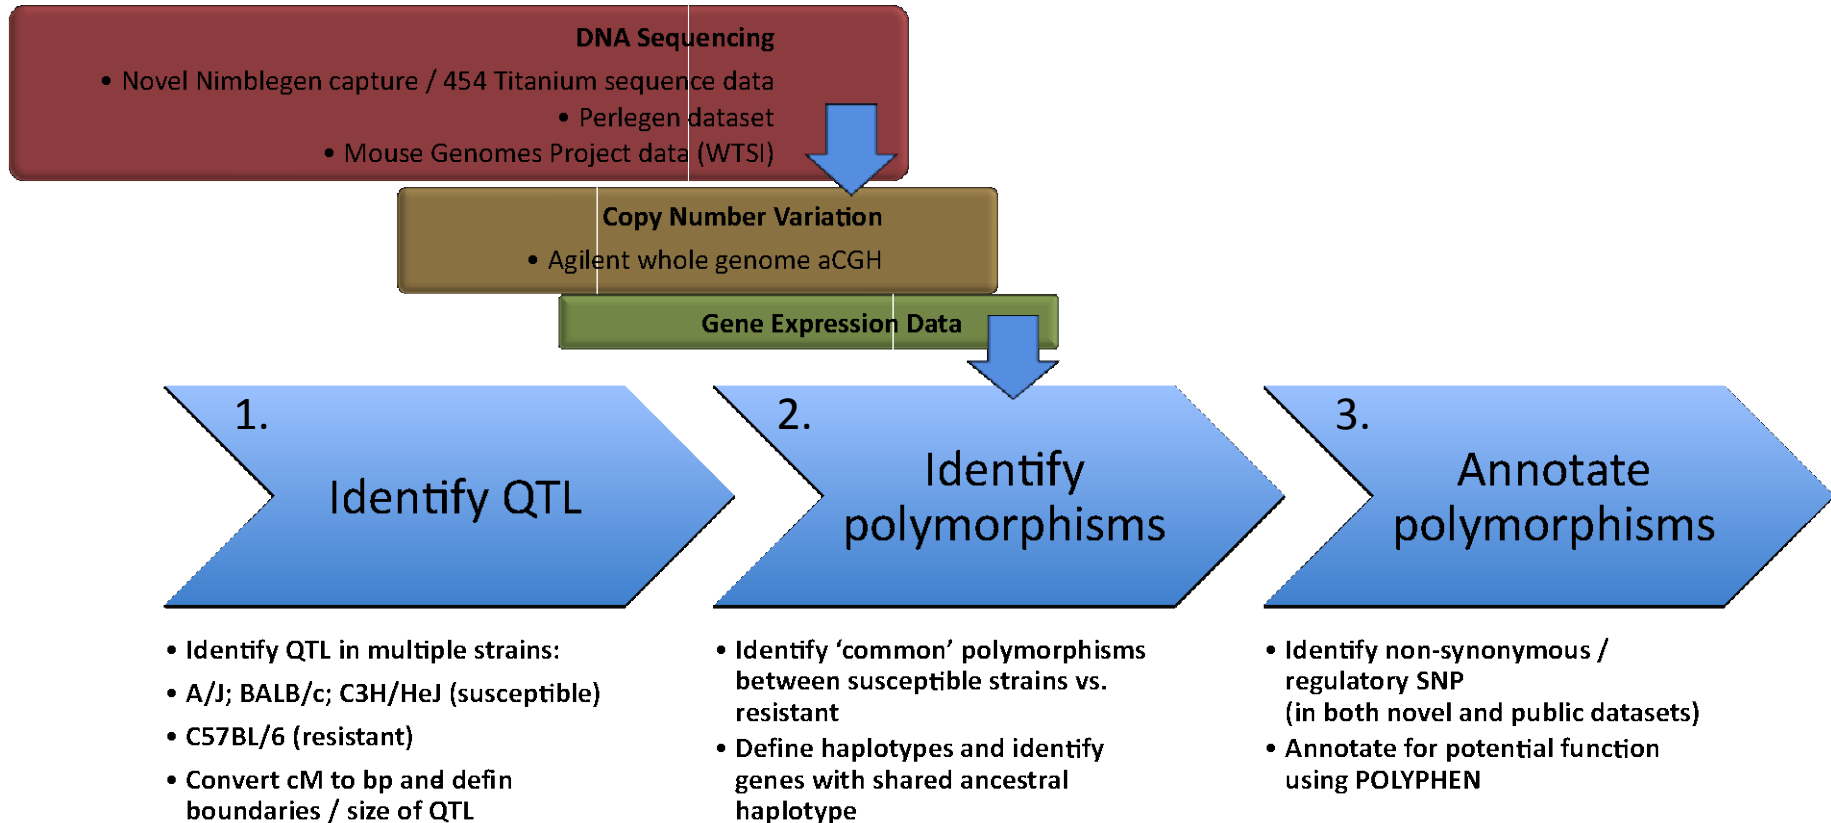 DNA Sequencing
• Novel Nimblegen capture / 454 Titanium sequence data
• Perlegen dataset
• Mouse Genomes Project data (WTSI)
Copy Number Variation
• Agilent whole genome aCGH
Gene Expression Data
1.
Identify QTL
• Identify QTL in multiple strains:
• A/J; BALB/c; C3H/HeJ (susceptible)
• C57BL/6 (resistant)
• Convert cM to bp and defin
boundaries / size of QTL
2.
Identify
polymorphisms
• Identify ‘common’ polymorphisms
between susceptible strains vs.
resistant
• Define haplotypes and identify
genes with shared ancestral
haplotype
3.
Annotate
polymorphisms
• Identify non-synonymous /
regulatory SNP
(in both novel and public datasets)
• Annotate for potential function
using POLYPHEN